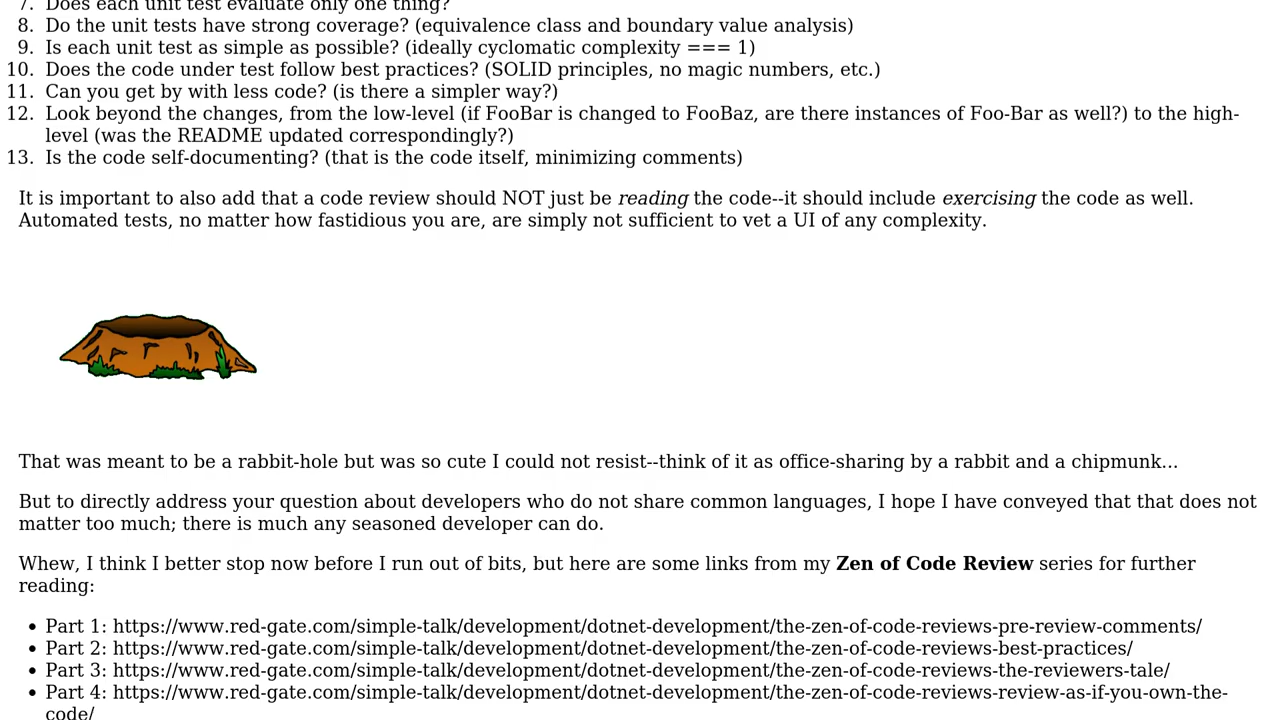 7. Does each unit test evaluate only one thing?
8. Do the unit tests have strong coverage? (equivalence class and boundary value analysis)
9. Is each unit test as simple as possible? (ideally cyclomatic complexity === 1)
10. Does the code under test follow best practices? (SOLID principles, no magic numbers, etc.)
11. Can you get by with less code? (is there a simpler way?)
12. Look beyond the changes, from the low-level (if FooBar is changed to FooBaz, are there instances of Foo-Bar as well?) to the high-
level (was the README updated correspondingly?)
13. Is the code self-documenting? (that is the code itself, minimizing comments)
It is important to also add that a code review should NOT just be reading the code--it should include exercising the code as well.
Automated tests, no matter how fastidious you are, are simply not sufficient to vet a UI of any complexity.
That was meant to be a rabbit-hole but was so cute I could not resist--think of it as office-sharing by a rabbit and a chipmunk...
But to directly address your question about developers who do not share common languages, I hope I have conveyed that that does not
matter too much; there is much any seasoned developer can do.
Whew, I think I better stop now before I run out of bits, but here are some links from my Zen of Code Review series for further
reading:
• Part 1: https://www.red-gate.com/simple-talk/development/dotnet-development/the-zen-of-code-reviews-pre-review-comments/
• Part 2: https://www.red-gate.com/simple-talk/development/dotnet-development/the-zen-of-code-reviews-best-practices/
• Part 3: https://www.red-gate.com/simple-talk/development/dotnet-development/the-zen-of-code-reviews-the-reviewers-tale/
• Part 4: https://www.red-gate.com/simple-talk/development/dotnet-development/the-zen-of-code-reviews-review-as-if-you-own-the-
code/